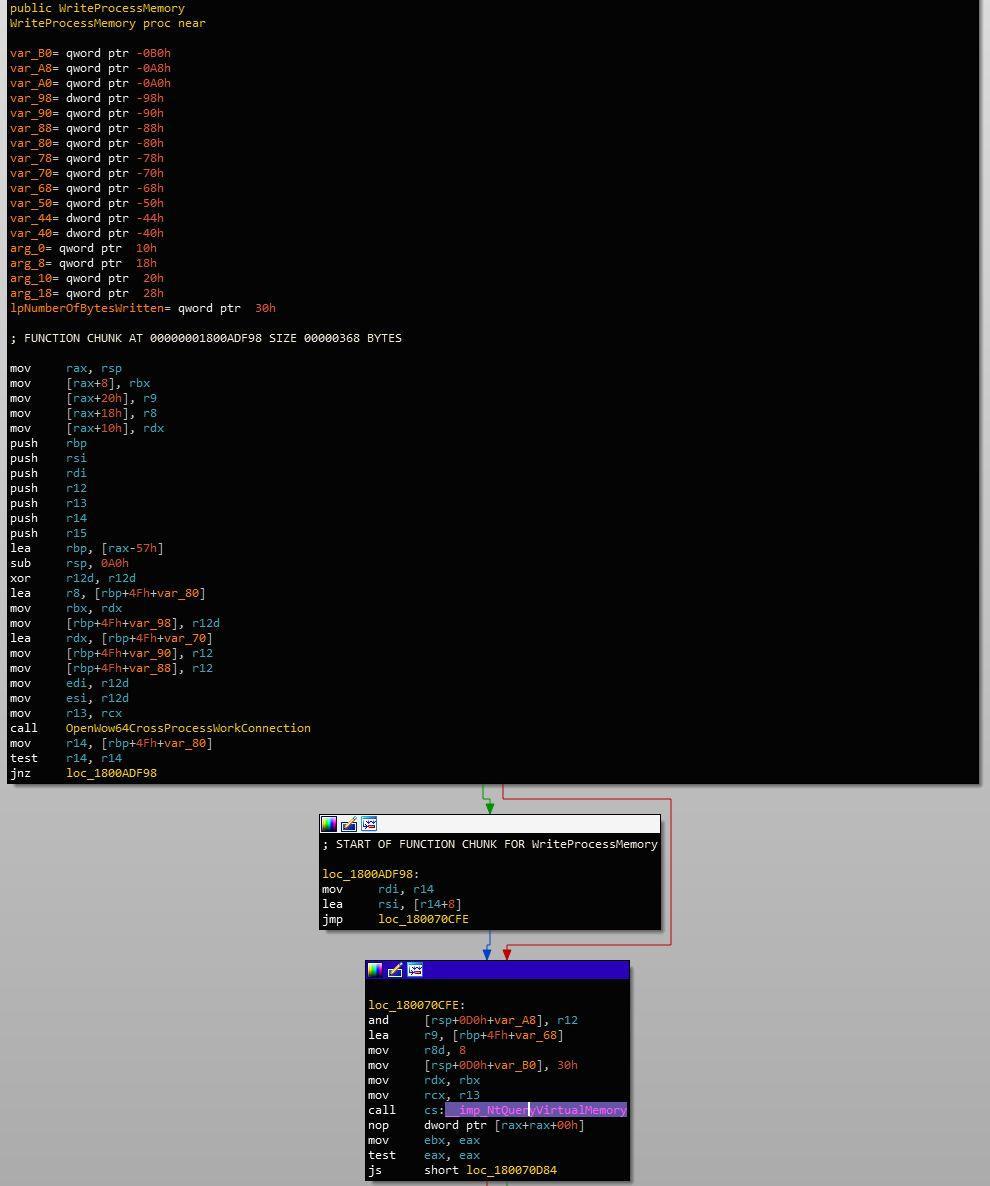 public WriteProcessMemory
WriteProcessMemory proc near
var_B0= qword ptr -0B0h
var_A8= qword ptr -0A8h
var_A0= qword ptr -0A0h
var_98= dword ptr -98h
var_90= qword ptr -90h
var_88= qword ptr -88h
var_80= qword ptr -80h
var_78= qword ptr -78h
var_70= qword ptr -70h
var_68= qword ptr -68h
var_50= qword ptr -50h
var_44= dword ptr -44h
var_40= dword ptr -40h
arg_0= qword ptr  10h
arg_8= qword ptr  18h
arg_10= qword ptr  20h
arg_18= qword ptr  28h
lpNumberOfBytesWritten= qword ptr  30h
; FUNCTION CHUNK AT 00000001800ADF98 SIZE 00000368 BYTES
mov     rax, rsp
mov     [rax+8], rbx
mov     [rax+20h], r9
mov     [rax+18h], r8
mov     [rax+10h], rdx
push    rbp
push    rsi
push    rdi
push    r12
push    r13
push    r14
push    r15
lea     rbp, [rax-57h]
sub     rsp, 0A0h
xor     r12d, r12d
lea     r8, [rbp+4Fh+var_80]
mov     rbx, rdx
mov     [rbp+4Fh+var_98], r12d
lea     rdx, [rbp+4Fh+var_70]
mov     [rbp+4Fh+var_90], r12
mov     [rbp+4Fh+var_88], r12
mov     edi, r12d
mov     esi, r12d
mov     r13, rcx
call    OpenWow64CrossProcessWorkConnection
mov     r14, [rbp+4Fh+var_80]
test    r14, r14
jnz     loc_1800ADF98
; START OF FUNCTION CHUNK FOR WriteProcessMemory
loc_1800ADF98:
mov     rdi, r14
lea     rsi, [r14+8]
jmp     loc_180070CFE
loc_180070CFE:
and     [rsp+0D0h+var_A8], r12
lea     r9, [rbp+4Fh+var_68]
mov     r8d, 8
mov     [rsp+0D0h+var_B0], 30h
mov     rdx, rbx
mov     rcx, r13
call    cs:__imp_NtQueryVirtualMemory
nop     dword ptr [rax+rax+00h]
mov     ebx, eax
test    eax, eax
js      short loc_180070D84